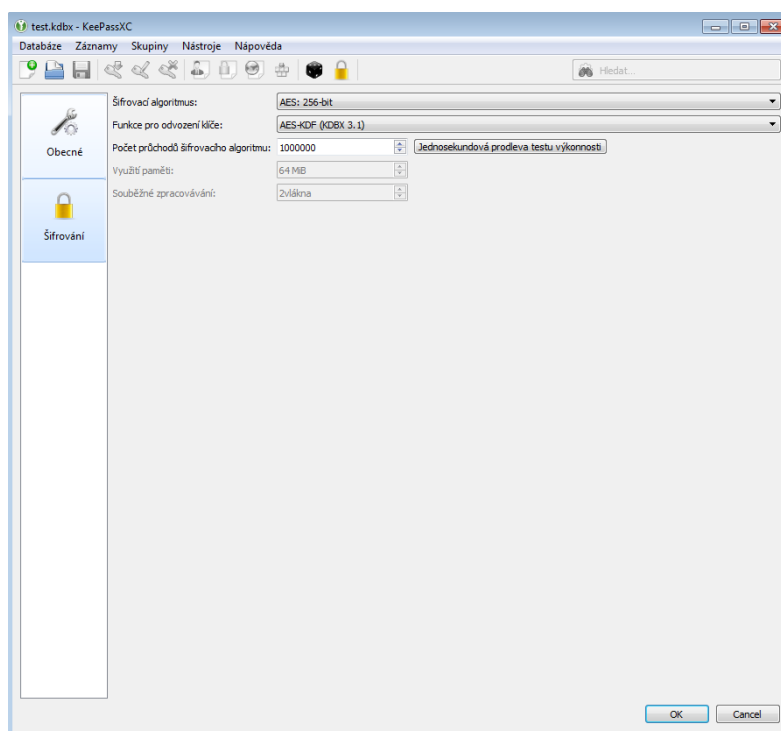 test.kdbx - KeePassXC
Databáze Záznamy Skupiny Nástroje Nápověda
Hledat...
Šifrovací algoritmus: AES: 256-bit
Funkce pro odvození klíče: AES-KDF (KDBX 3.1)
Počet průchodů šifrovacího algoritmu: 1000000 Jednosekundová prodleva testu výkonnosti
Využití paměti: 64 MiB
Souběžné zpracovávání: 2vlákna
Obecné
Šifrování
OK Cancel